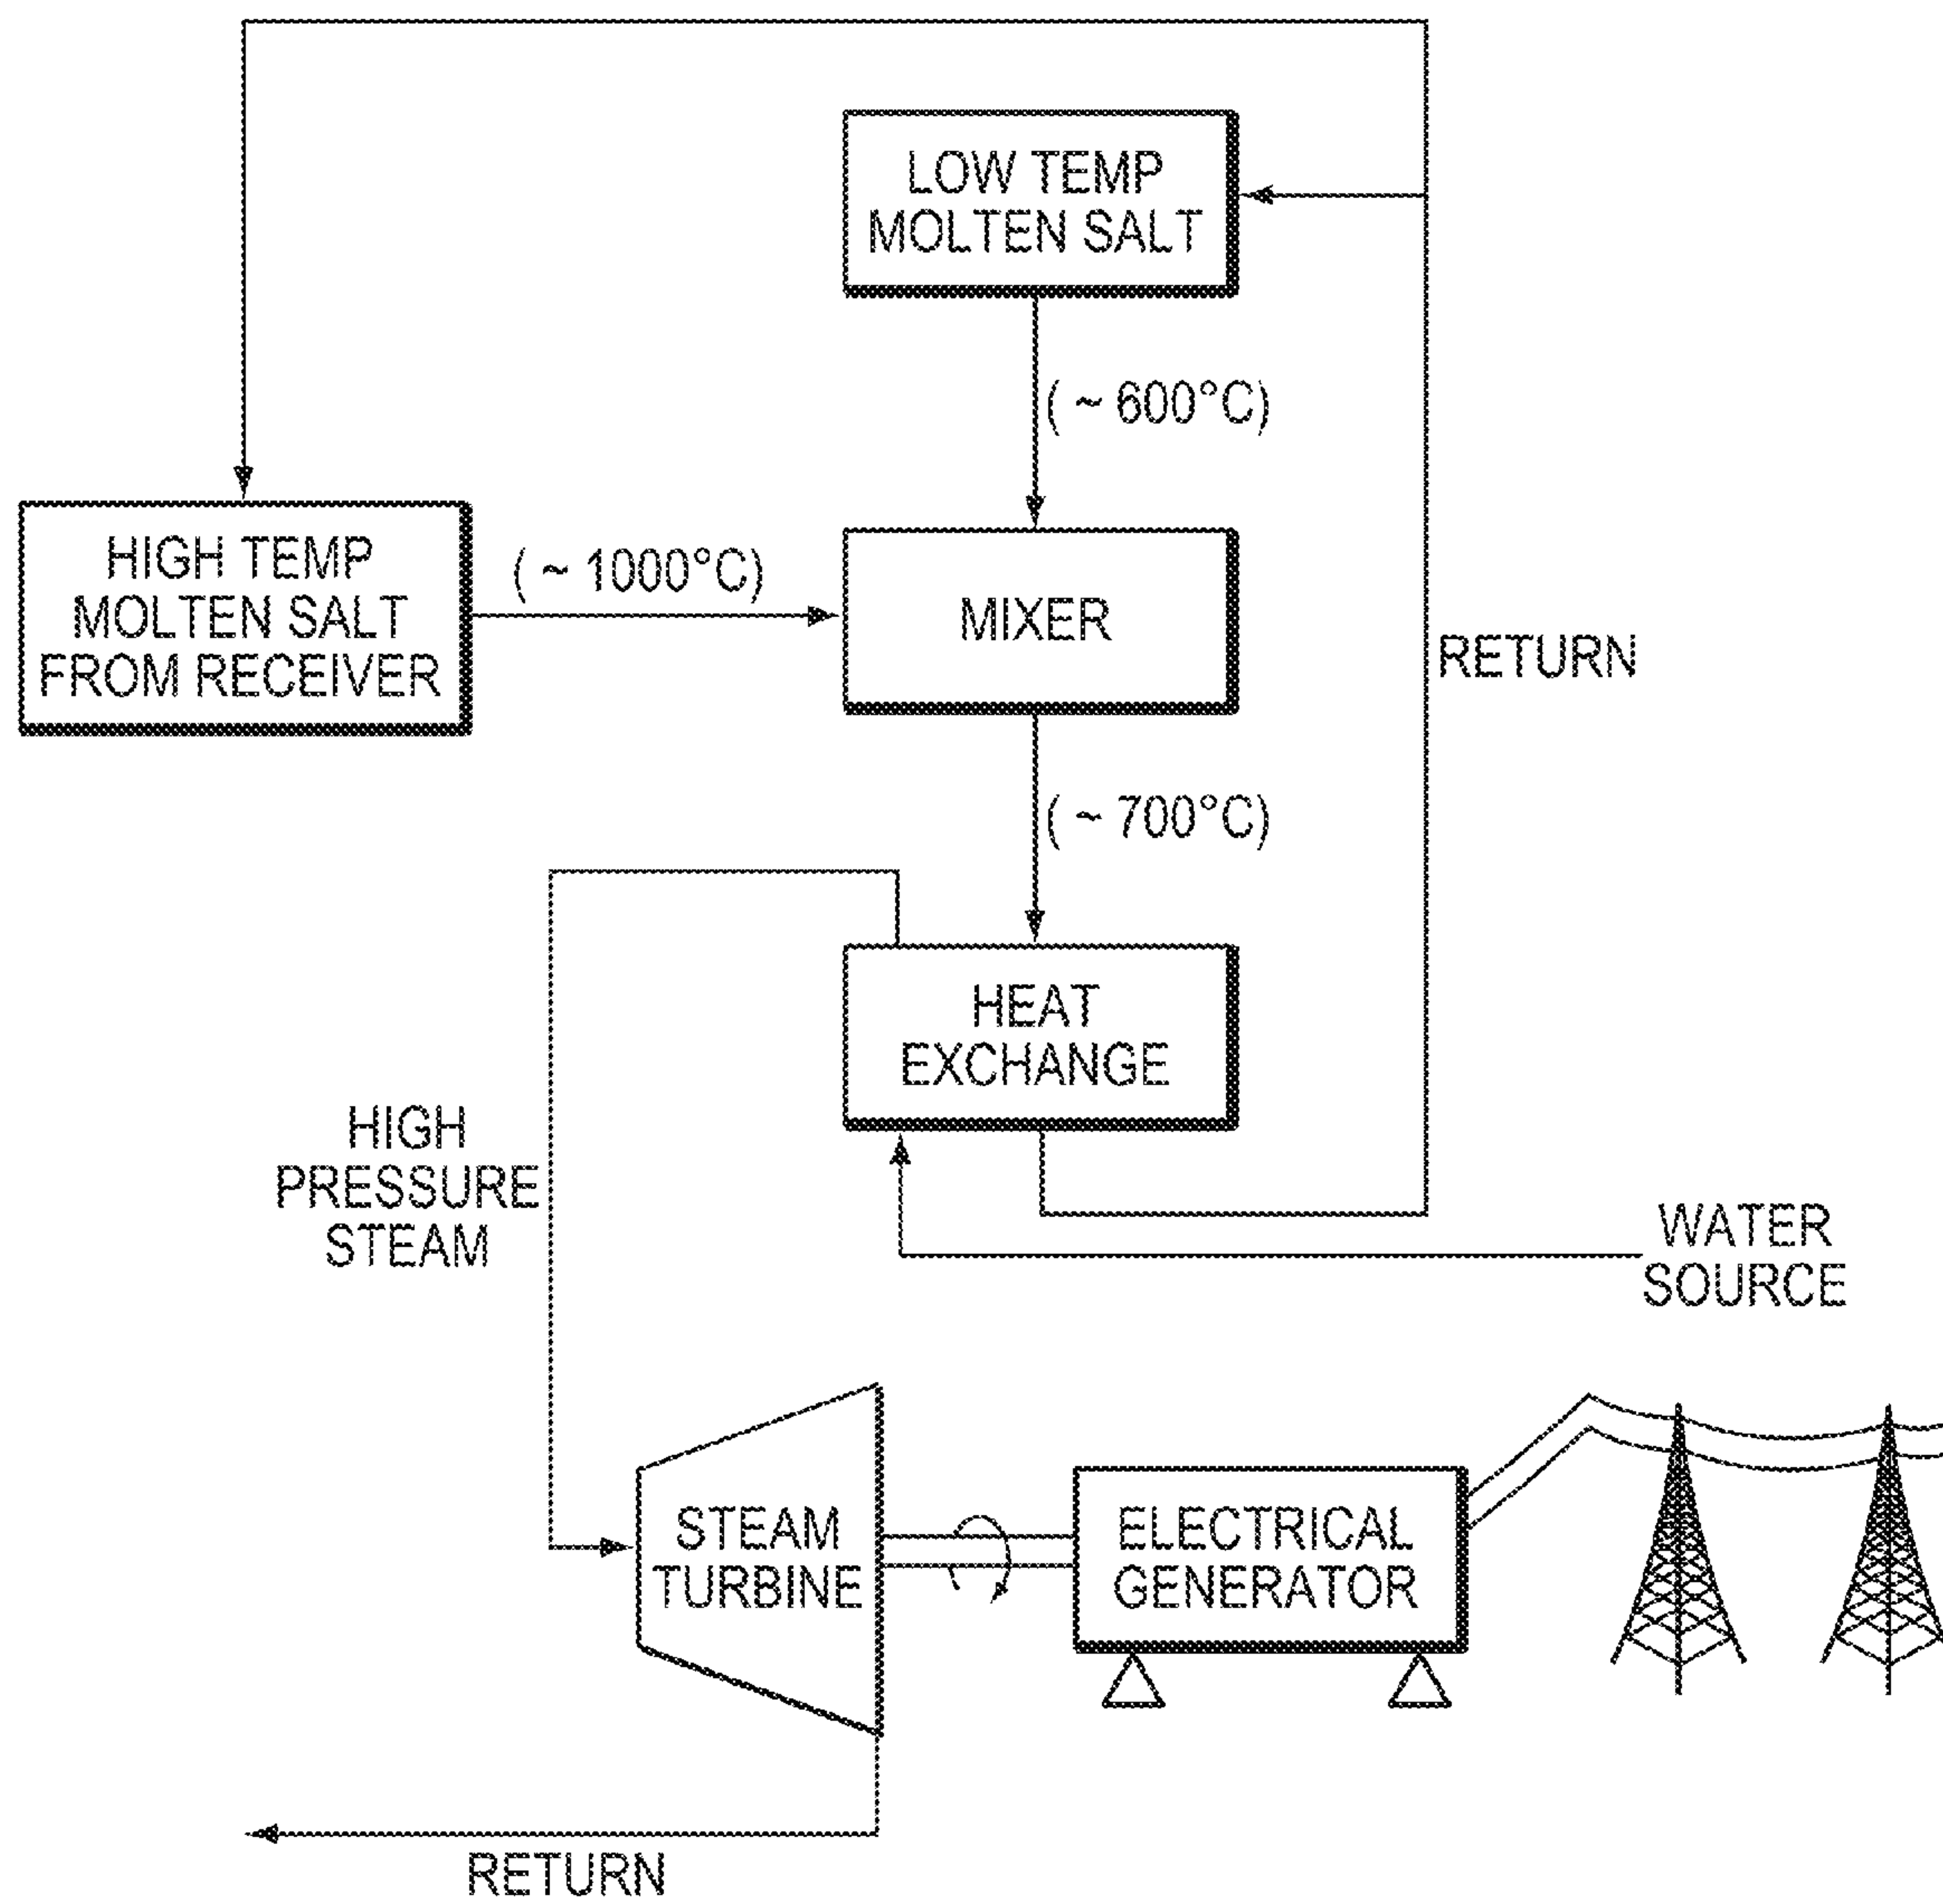 LOW TEMP
MOLTEN SALT
( ~ 600°C)
HIGH TEMP
MOLTEN SALT
FROM RECEIVER
( ~ 1000°C)
MIXER
RETURN
( ~ 700°C)
HEAT
EXCHANGE
HIGH
PRESSURE
STEAM
WATER
SOURCE
STEAM
TURBINE
ELECTRICAL
GENERATOR
RETURN